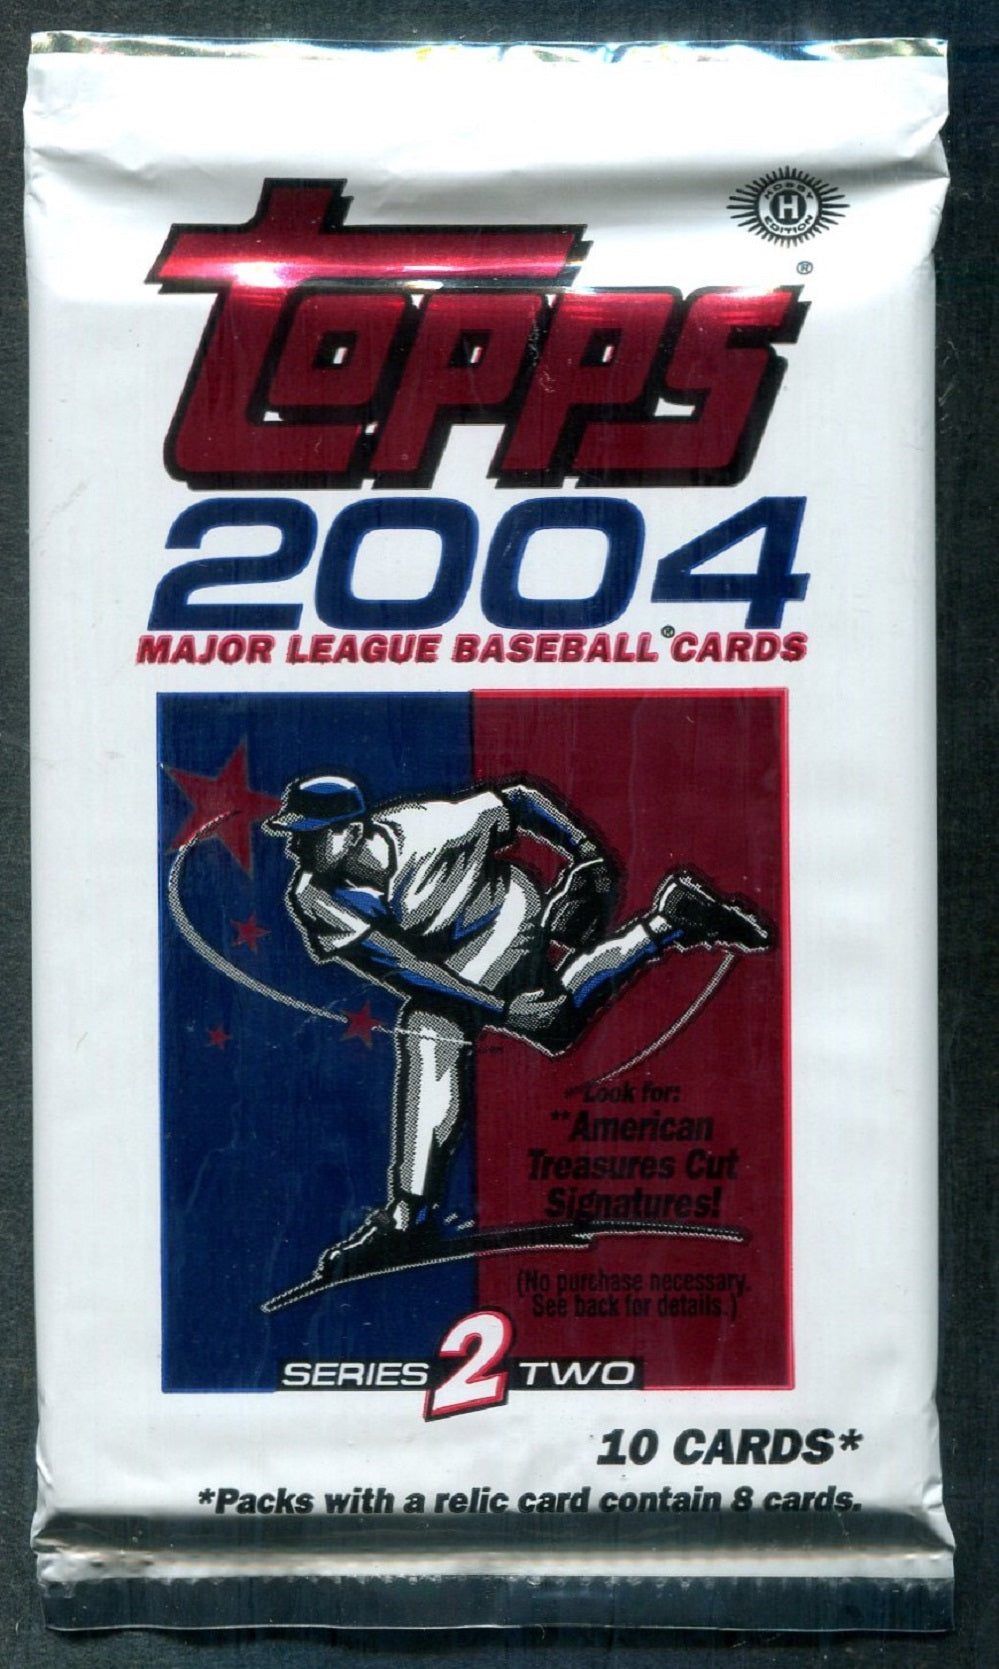 HOBBY
H
EDITION
topps®
2004
MAJOR LEAGUE BASEBALL® CARDS
**Look for:
**American
Treasures Cut
Signatures!
(No purchase necessary.
See back for details.)
SERIES 2 TWO
10 CARDS*
*Packs with a relic card contain 8 cards.